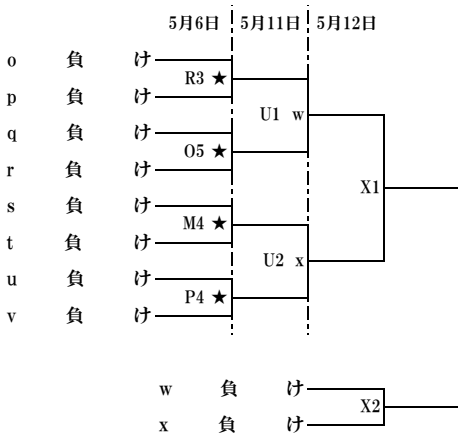 5月6日 5月11日 5月12日
o 負け
R3 ★
p 負け
U1 w
q 負け
O5 ★
r 負け
X1
s 負け
M4 ★
t 負け
U2 x
u 負け
P4 ★
v 負け
w 負け
X2
x 負け